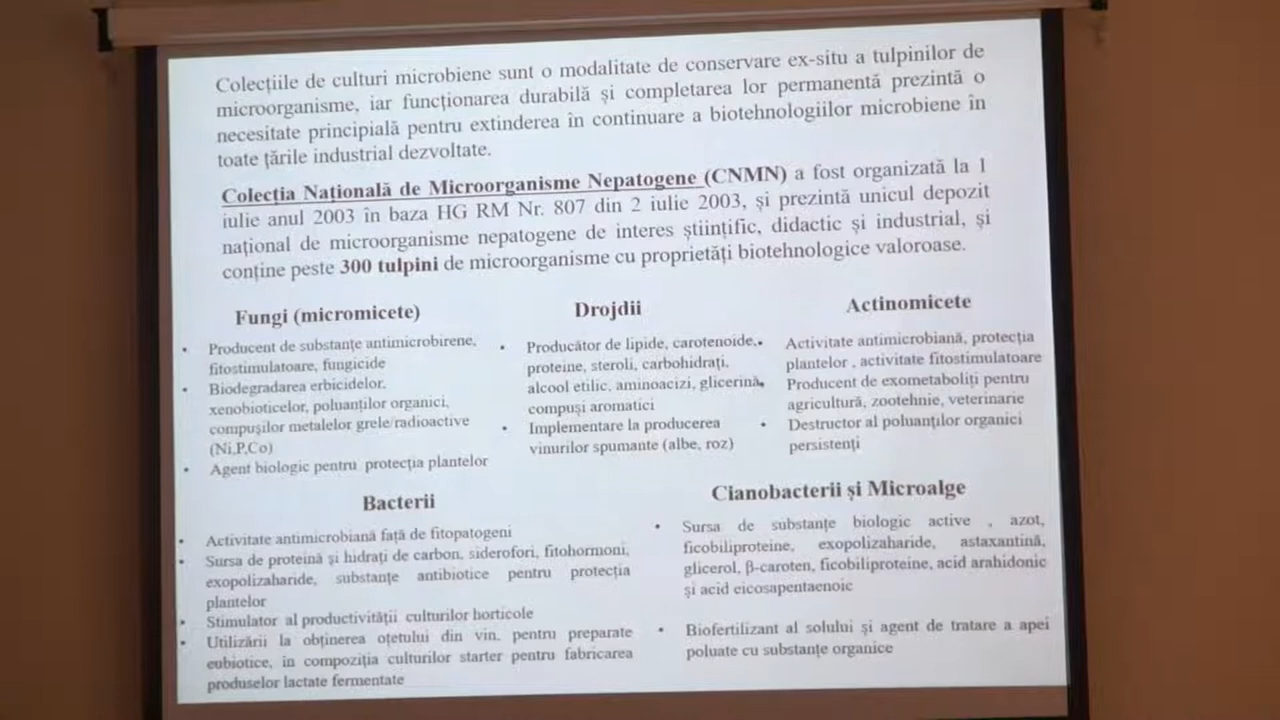 Colecțiile de culturi microbiene sunt o modalitate de conservare ex-situ a tulpinilor de
microorganisme, iar funcționarea durabilă și completarea lor permanentă prezintă o
necesitate principială pentru extinderea în continuare a biotehnologiilor microbiene în
toate țările industrial dezvoltate.
Colecția Națională de Microorganisme Nepatogene (CNMN) a fost organizată la 1
iulie anul 2003 în baza HG RM Nr. 807 din 2 iulie 2003, și prezintă unicul depozit
național de microorganisme nepatogene de interes științific, didactic și industrial, și
conține peste 300 tulpini de microorganisme cu proprietăți biotehnologice valoroase.
Fungi (micromicete)
• Producent de substanțe antimicrobirene,
fitostimulatoare, fungicide
• Biodegradarea erbicidelor,
xenobioticelor, poluanților organici,
compușilor metalelor grele/radioactive
(Ni,P,Co)
• Agent biologic pentru protecția plantelor
Drojdii
• Producător de lipide, carotenoide,
proteine, steroli, carbohidrați,
alcool etilic, aminoacizi, glicerină,
compuși aromatici
• Implementare la producerea
vinurilor spumante (albe, roz)
Actinomicete
• Activitate antimicrobiană, protecția
plantelor , activitate fitostimulatoare
• Producent de exometaboliți pentru
agricultură, zootehnie, veterinarie
• Destructor al poluanților organici
persistenți
Bacterii
• Activitate antimicrobiană față de fitopatogeni
• Sursa de proteină și hidrați de carbon, siderofori, fitohormoni,
exopolizaharide, substanțe antibiotice pentru protecția
plantelor
• Stimulator al productivității culturilor horticole
• Utilizării la obținerea oțetului din vin, pentru preparate
eubiotice, in compoziția culturilor starter pentru fabricarea
produselor lactate fermentate
Cianobacterii și Microalge
• Sursa de substanțe biologic active , azot,
ficobiliproteine, exopolizaharide, astaxantină,
glicerol, β-caroten, ficobiliproteine, acid arahidonic
și acid eicosapentaenoic
• Biofertilizant al solului și agent de tratare a apei
poluate cu substanțe organice